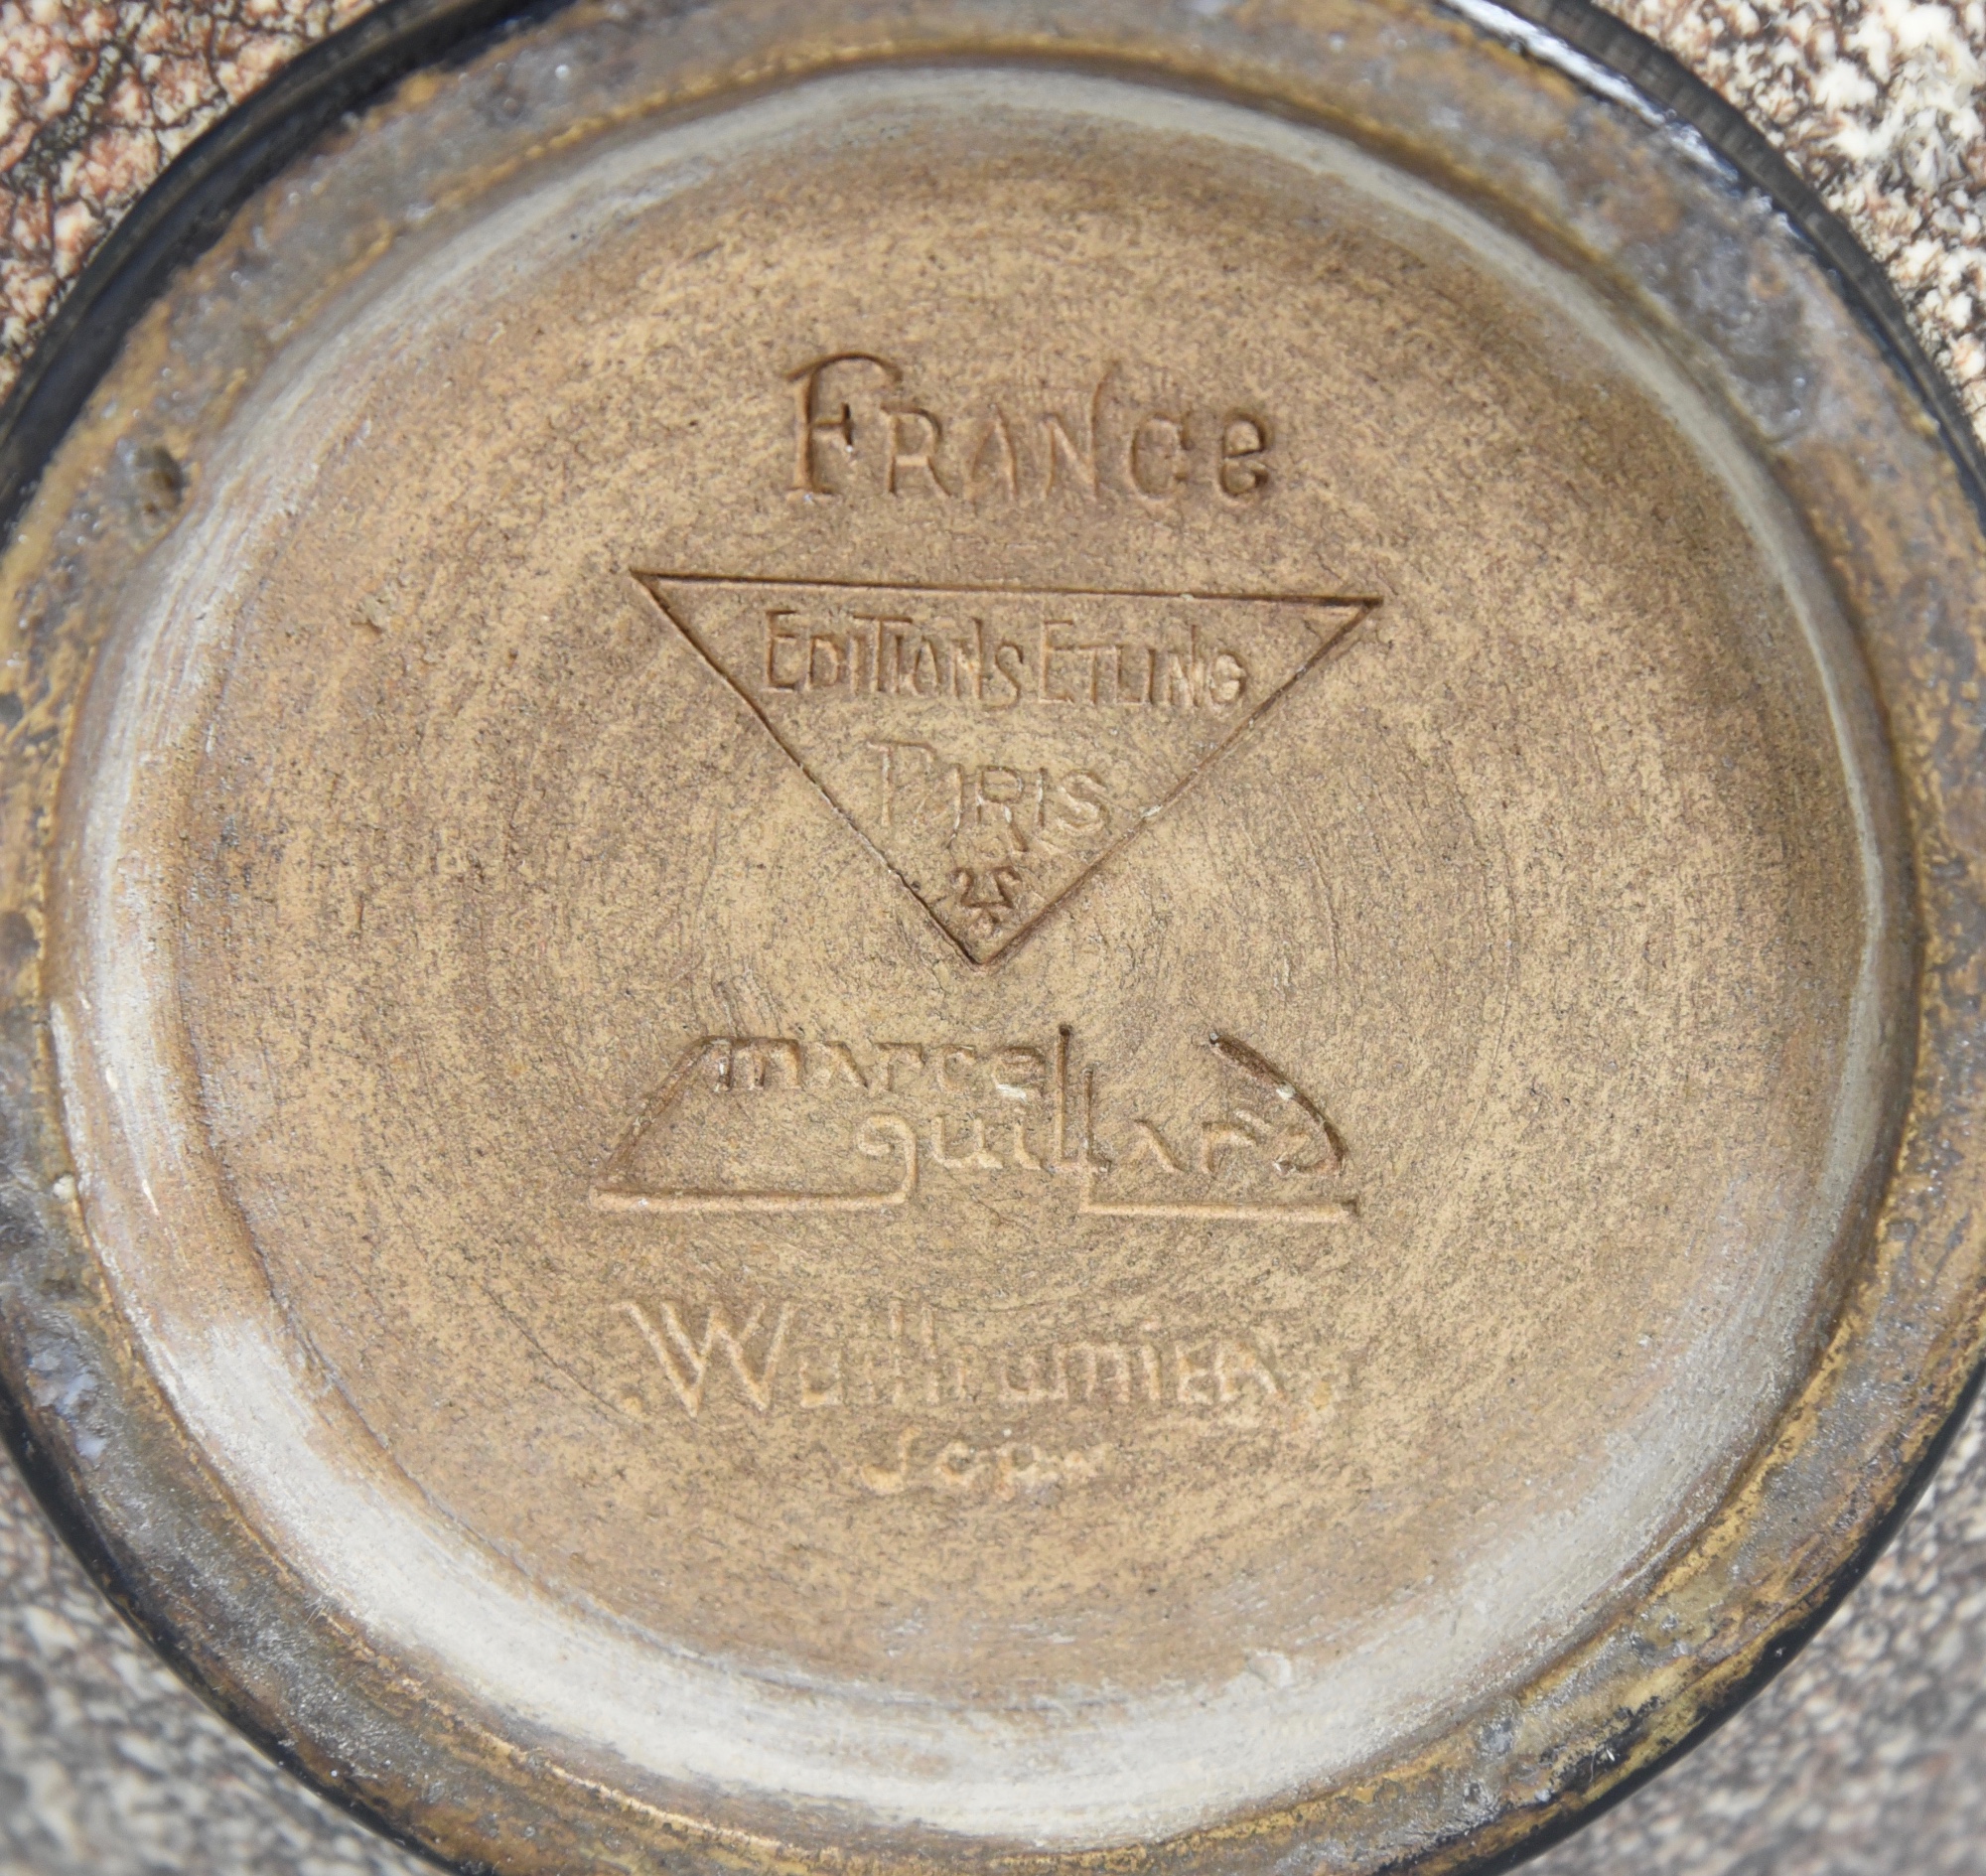 FRANCE
EDITIONS ETLING
PARIS
marcel
guillard